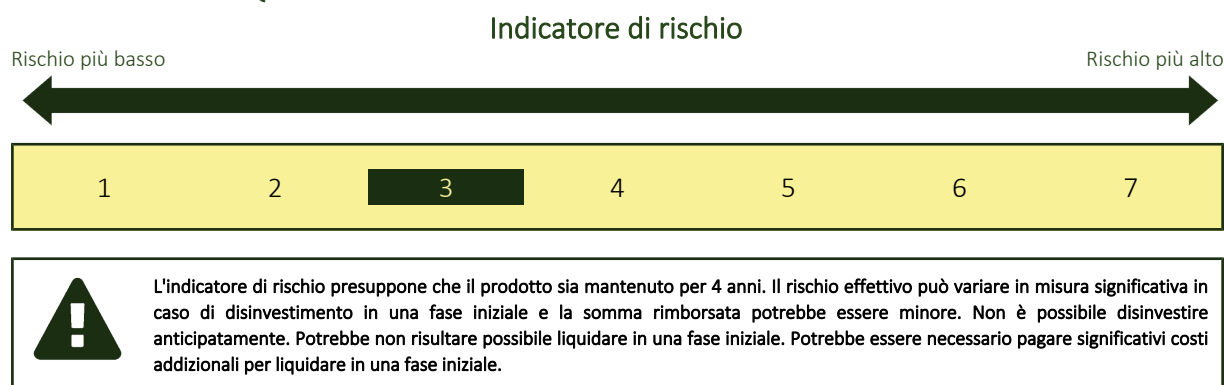 Indicatore di rischio
Rischio più basso
Rischio più alto
1 2 3 4 5 6 7
L'indicatore di rischio presuppone che il prodotto sia mantenuto per 4 anni. Il rischio effettivo può variare in misura significativa in
caso di disinvestimento in una fase iniziale e la somma rimborsata potrebbe essere minore. Non è possibile disinvestire
anticipatamente. Potrebbe non risultare possibile liquidare in una fase iniziale. Potrebbe essere necessario pagare significativi costi
addizionali per liquidare in una fase iniziale.